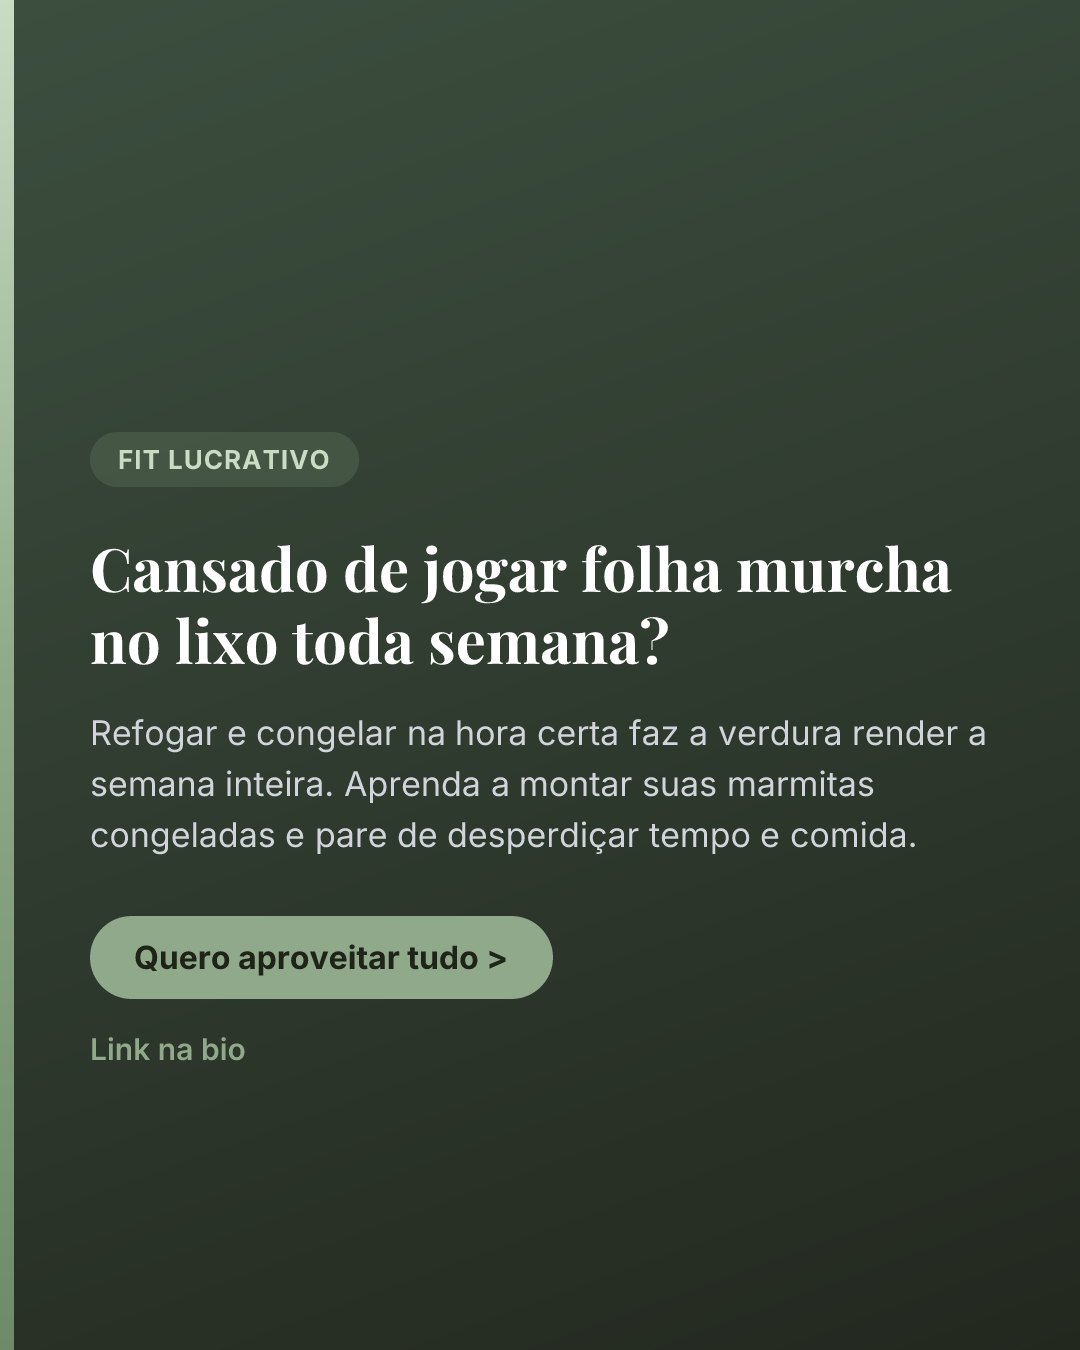 FIT LUCRATIVO
Cansado de jogar folha murcha
no lixo toda semana?
Refogar e congelar na hora certa faz a verdura render a
semana inteira. Aprenda a montar suas marmitas
congeladas e pare de desperdiçar tempo e comida.
Quero aproveitar tudo >
Link na bio